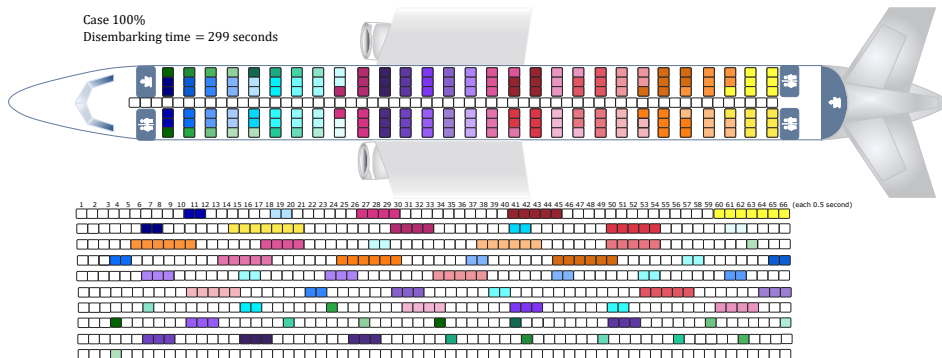 Case 100%
Disembarking time = 299 seconds
1 2 3 4 5 6 7 8 9 10 11 12 13 14 15 16 17 18 19 20 21 22 23 24 25 26 27 28 29 30 31 32 33 34 35 36 37 38 39 40 41 42 43 44 45 46 47 48 49 50 51 52 53 54 55 56 57 58 59 60 61 62 63 64 65 66 (each 0.5 second)